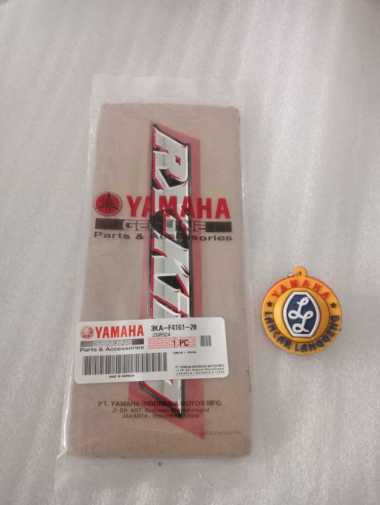 RX-KING
YAMAHA
GENUINE
Parts & Accessories
YAMAHA
3KA-F4161-20
Parts & Accessories
1 PC
PT. YAMAHA INDONESIA MOTOR MFG.
JAKARTA
YAMAHA
LL
LANCAR LANGGENG